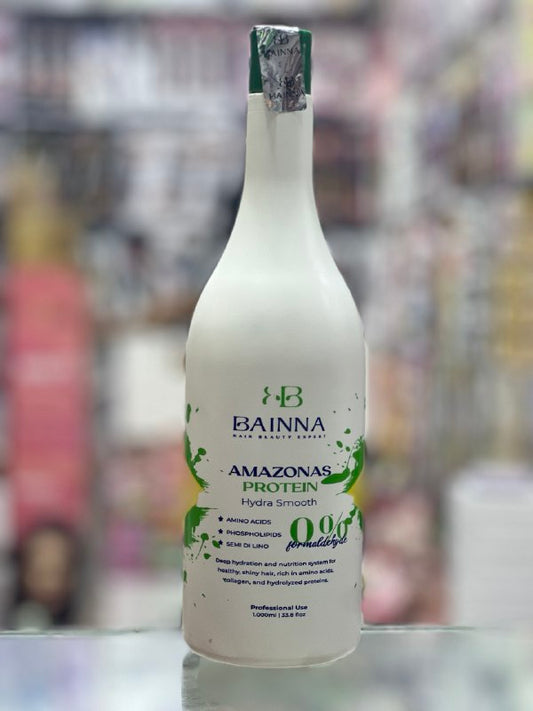 BAINNA
BAINNA
HAIR BEAUTY EXPERT
AMAZONAS
PROTEIN
Hydra Smooth
AMINO ACIDS
PHOSPHOLIPIDS
SEMI DI LINO
0%
formaldehyde
Deep hydration and nutrition system for
healthy, shiny hair, rich in amino acids.
Kollagen, and hydrolyzed proteins.
Professional Use
1.000ml | 33.8 floz